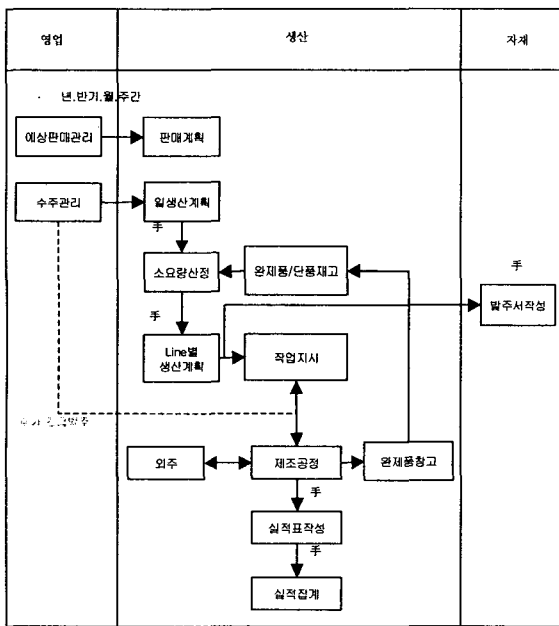 영업
생산
자재
년.반기.월.주간
예상판매관리
판매계획
수주관리
일생산계획
手
手
소요량산정
완제품/단품재고
발주서작성
手
Line별
생산계획
작업지시
외주
제조공정
완제품창고
手
실적표작성
手
실적집계